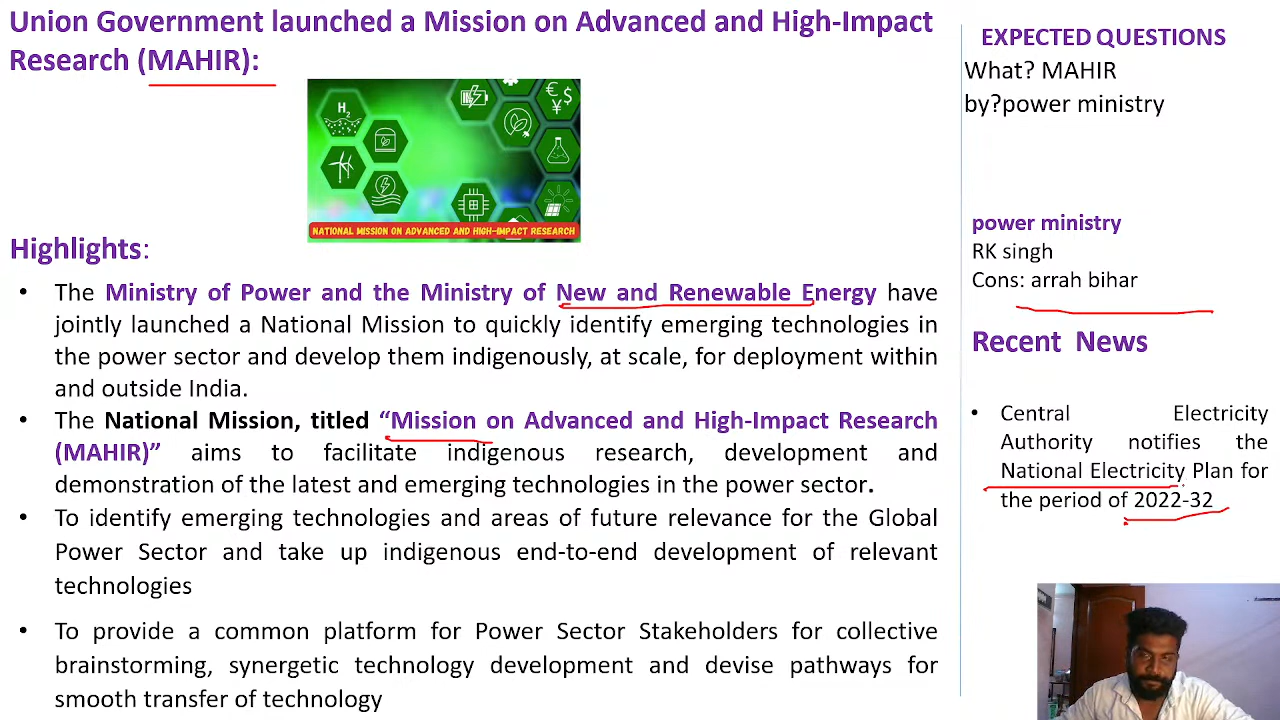 Union Government launched a Mission on Advanced and High-Impact
Research (MAHIR):
H2
€
$
¥
NATIONAL MISSION ON ADVANCED AND HIGH-IMPACT RESEARCH
Highlights:
• The Ministry of Power and the Ministry of New and Renewable Energy have
jointly launched a National Mission to quickly identify emerging technologies in
the power sector and develop them indigenously, at scale, for deployment within
and outside India.
• The National Mission, titled “Mission on Advanced and High-Impact Research
(MAHIR)” aims to facilitate indigenous research, development and
demonstration of the latest and emerging technologies in the power sector.
• To identify emerging technologies and areas of future relevance for the Global
Power Sector and take up indigenous end-to-end development of relevant
technologies
• To provide a common platform for Power Sector Stakeholders for collective
brainstorming, synergetic technology development and devise pathways for
smooth transfer of technology
EXPECTED QUESTIONS
What? MAHIR
by?power ministry
power ministry
RK singh
Cons: arrah bihar
Recent News
• Central Electricity
Authority notifies the
National Electricity Plan for
the period of 2022-32